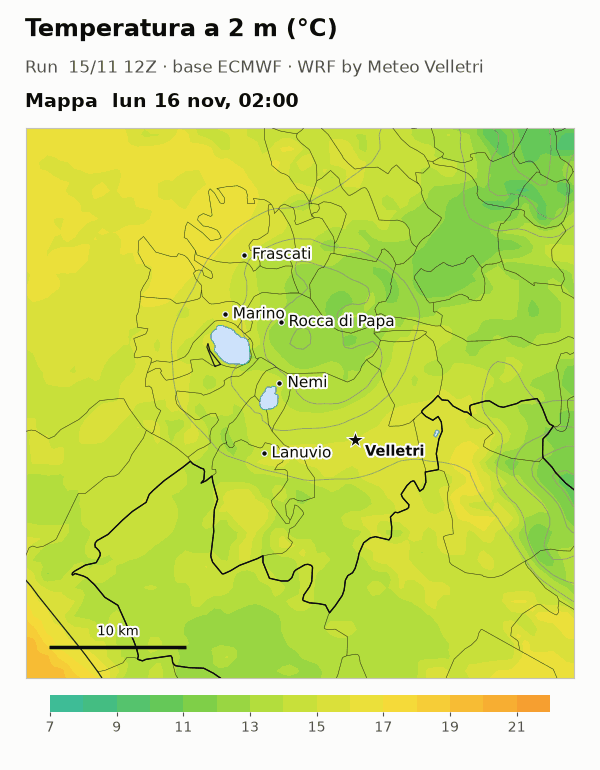 Temperatura a 2 m (°C)
Run  15/11 12Z · base ECMWF · WRF by Meteo Velletri
Mappa  lun 16 nov, 02:00
Frascati
Marino
Rocca di Papa
Nemi
Lanuvio
Velletri
10 km
7 9 11 13 15 17 19 21